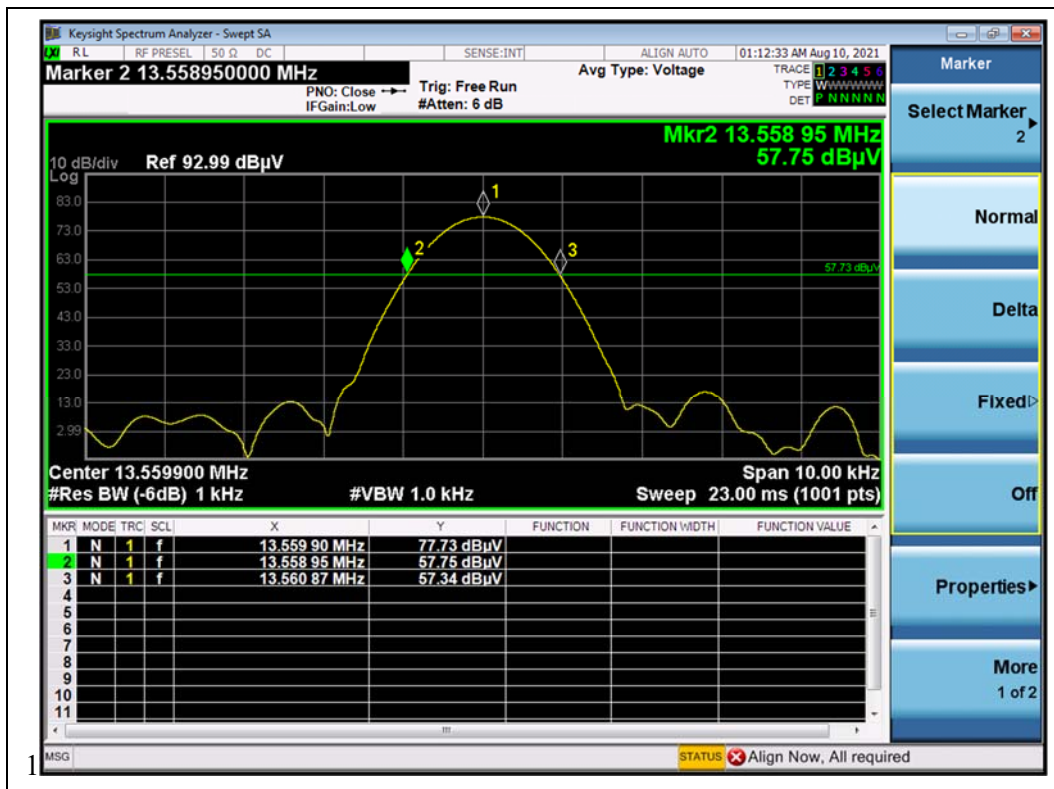 Keysight Spectrum Analyzer - Swept SA
LXI RL RF PRESEL 50 Ω DC SENSE:INT ALIGN AUTO 01:12:33 AM Aug 10, 2021
Marker 2 13.558950000 MHz
PNO: Close
IFGain:Low
Trig: Free Run
#Atten: 6 dB
Avg Type: Voltage
TRACE 1 2 3 4 5 6
TYPE WWWWWW
DET P N N N N N
Mkr2 13.558 95 MHz
57.75 dBµV
10 dB/div Ref 92.99 dBµV
Log
83.0
73.0
63.0
53.0
43.0
33.0
23.0
13.0
2.99
1
2
3
57.73 dBµV
Center 13.559900 MHz Span 10.00 kHz
#Res BW (-6dB) 1 kHz #VBW 1.0 kHz Sweep 23.00 ms (1001 pts)
MKR MODE TRC SCL X Y FUNCTION FUNCTION WIDTH FUNCTION VALUE
1 N 1 f 13.559 90 MHz 77.73 dBµV
2 N 1 f 13.558 95 MHz 57.75 dBµV
3 N 1 f 13.560 87 MHz 57.34 dBµV
4
5
6
7
8
9
10
11
Marker
Select Marker
2
Normal
Delta
Fixed
Off
Properties
More
1 of 2
1
MSG STATUS Align Now, All required